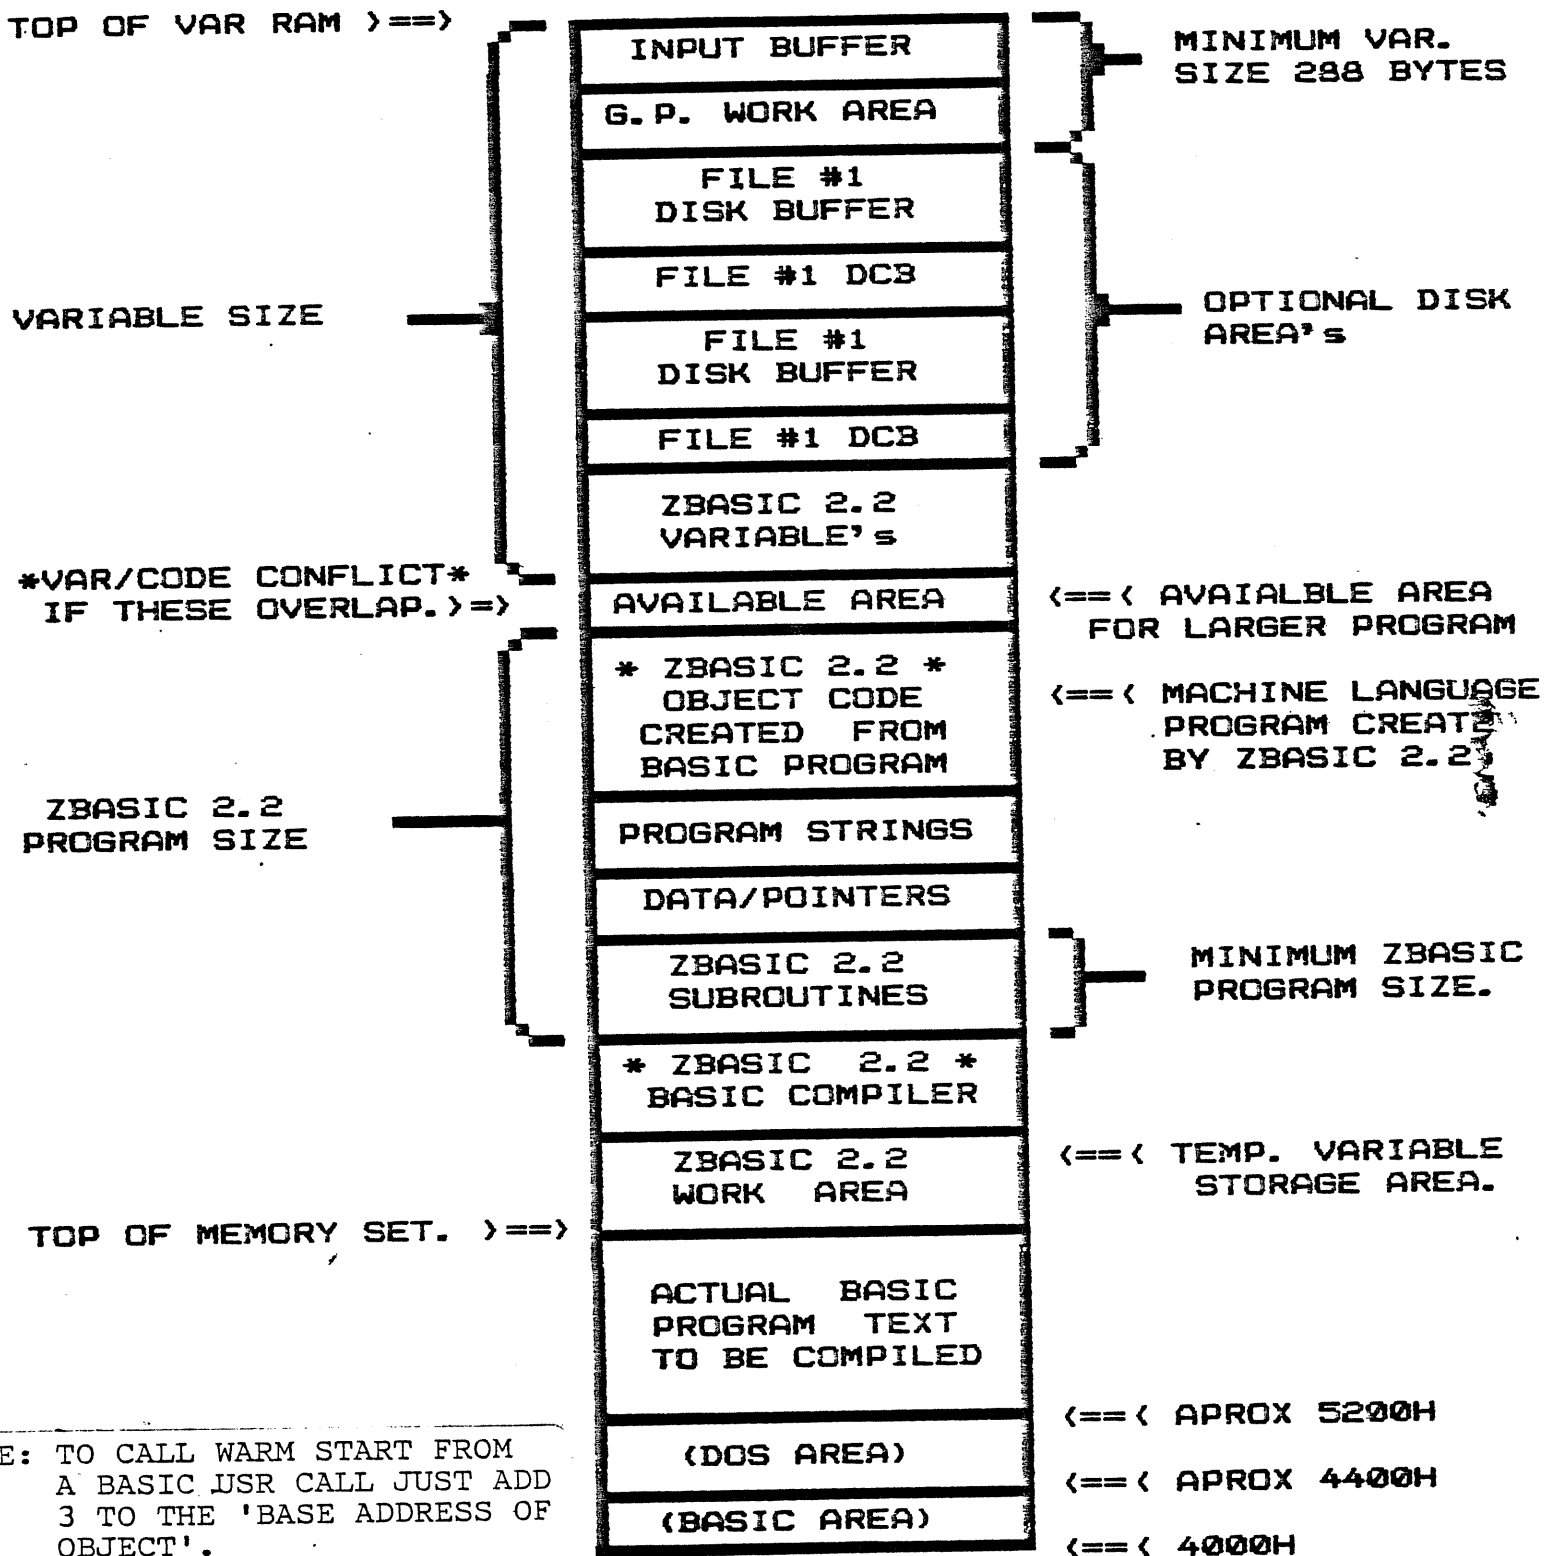 TOP OF VAR RAM >==>
INPUT BUFFER
MINIMUM VAR.
SIZE 288 BYTES
G.P. WORK AREA
FILE #1
DISK BUFFER
FILE #1 DCB
VARIABLE SIZE
OPTIONAL DISK
AREA's
FILE #1
DISK BUFFER
FILE #1 DCB
ZBASIC 2.2
VARIABLE's
*VAR/CODE CONFLICT*
IF THESE OVERLAP.>=>
AVAILABLE AREA
<==< AVAIALBLE AREA
FOR LARGER PROGRAM
* ZBASIC 2.2 *
OBJECT CODE
CREATED FROM
BASIC PROGRAM
<==< MACHINE LANGUAGE
PROGRAM CREATE
BY ZBASIC 2.2
ZBASIC 2.2
PROGRAM SIZE
PROGRAM STRINGS
DATA/POINTERS
ZBASIC 2.2
SUBROUTINES
MINIMUM ZBASIC
PROGRAM SIZE.
* ZBASIC 2.2 *
BASIC COMPILER
ZBASIC 2.2
WORK AREA
<==< TEMP. VARIABLE
STORAGE AREA.
TOP OF MEMORY SET. >==>
ACTUAL BASIC
PROGRAM TEXT
TO BE COMPILED
<==< APROX 5200H
(DOS AREA)
<==< APROX 4400H
(BASIC AREA)
<==< 4000H
E: TO CALL WARM START FROM
A BASIC USR CALL JUST ADD
3 TO THE 'BASE ADDRESS OF
OBJECT'.